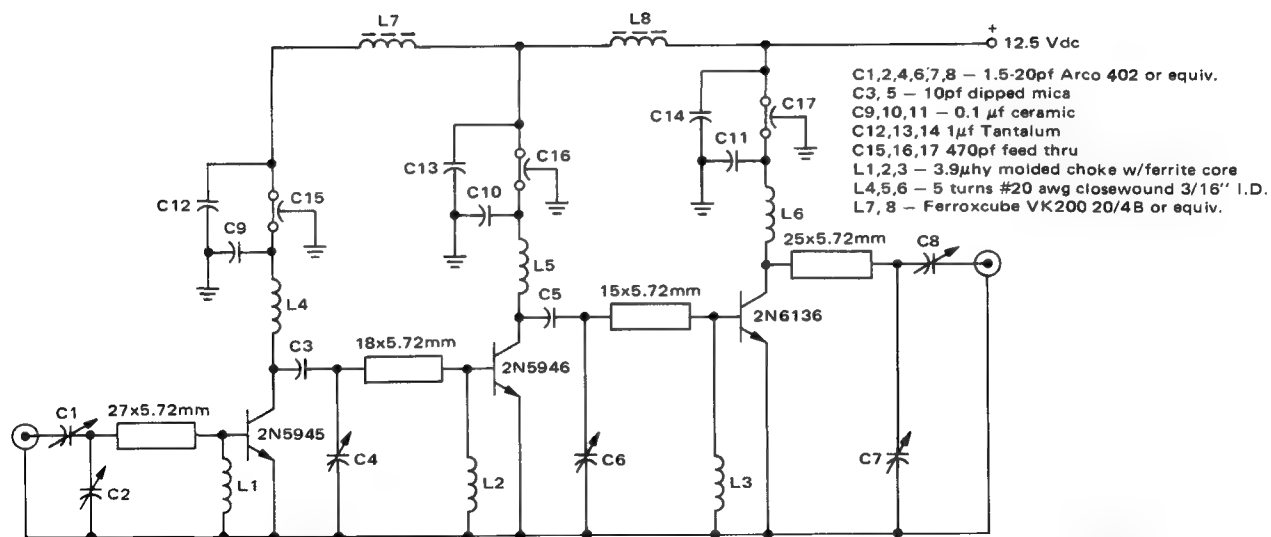 L7
L8
+
12.5 Vdc
C1,2,4,6,7,8 – 1.5-20pf Arco 402 or equiv.
C3, 5 – 10pf dipped mica
C9,10,11 – 0.1 μf ceramic
C12,13,14 1μf Tantalum
C15,16,17 470pf feed thru
L1,2,3 – 3.9μhy molded choke w/ferrite core
L4,5,6 – 5 turns #20 awg closewound 3/16" I.D.
L7, 8 – Ferroxcube VK200 20/4B or equiv.
C14
C17
C11
C13
C16
C10
C12
C15
C9
L6
25x5.72mm
C8
L5
L4
C5
15x5.72mm
2N6136
C3
18x5.72mm
2N5946
C1
27x5.72mm
2N5945
C4
C6
C7
C2
L1
L2
L3